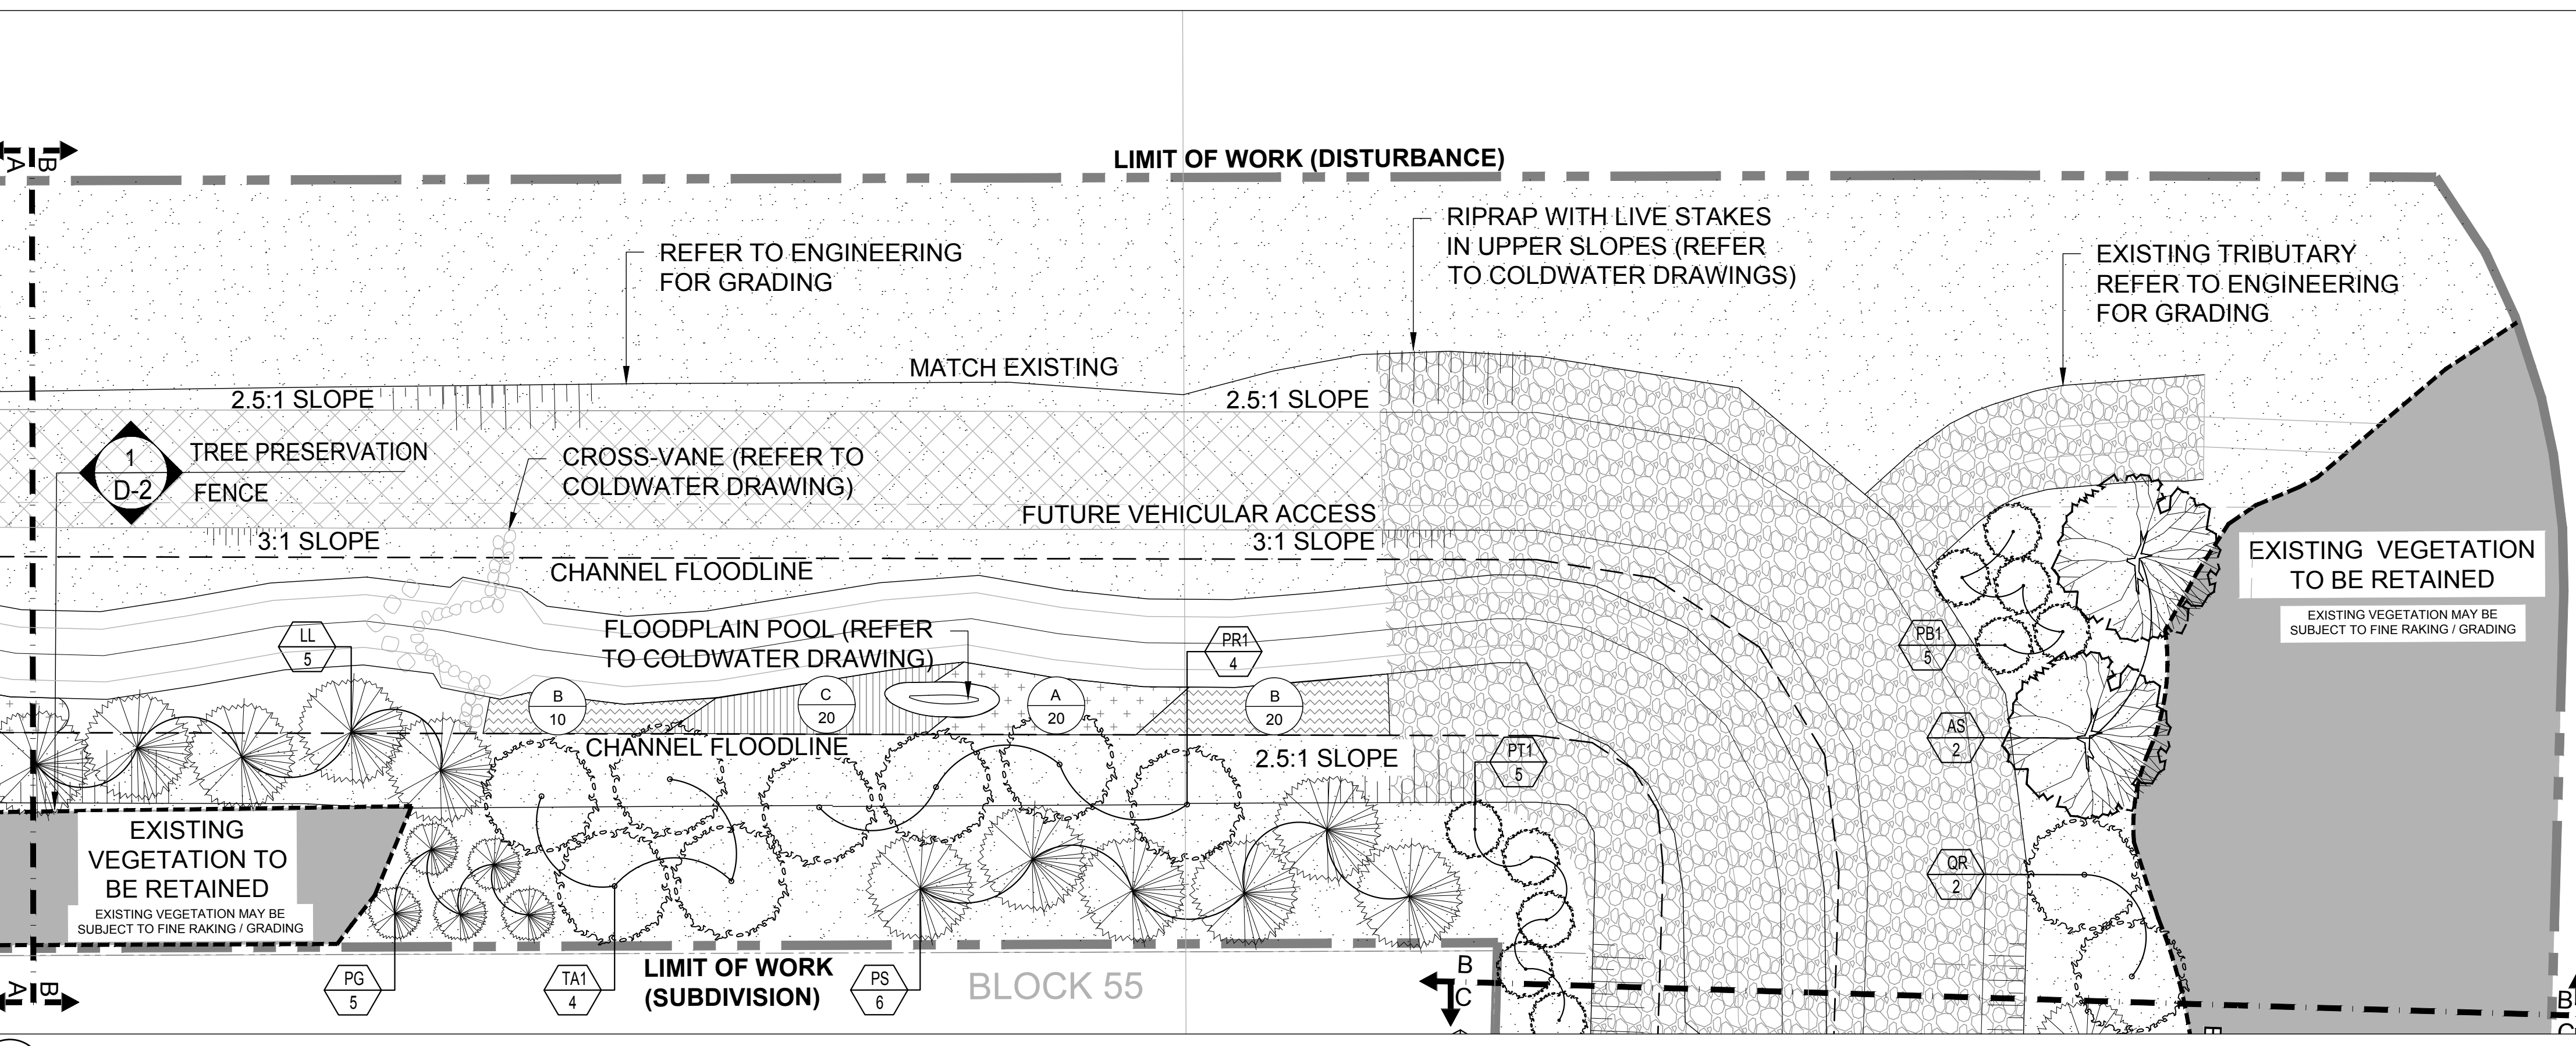 LIMIT OF WORK (DISTURBANCE)
A
B
RIPRAP WITH LIVE STAKES
IN UPPER SLOPES (REFER
TO COLDWATER DRAWINGS)
REFER TO ENGINEERING
FOR GRADING
EXISTING TRIBUTARY
REFER TO ENGINEERING
FOR GRADING
MATCH EXISTING
2.5:1 SLOPE
2.5:1 SLOPE
1
D-2
TREE PRESERVATION
FENCE
CROSS-VANE (REFER TO
COLDWATER DRAWING)
FUTURE VEHICULAR ACCESS
3:1 SLOPE
3:1 SLOPE
CHANNEL FLOODLINE
EXISTING VEGETATION
TO BE RETAINED
EXISTING VEGETATION MAY BE
SUBJECT TO FINE RAKING / GRADING
LL
5
FLOODPLAIN POOL (REFER
TO COLDWATER DRAWING)
PR1
4
PB1
5
B
10
C
20
A
20
B
20
AS
2
CHANNEL FLOODLINE
2.5:1 SLOPE
PT1
5
EXISTING
VEGETATION TO
BE RETAINED
EXISTING VEGETATION MAY BE
SUBJECT TO FINE RAKING / GRADING
QR
2
PG
5
TA1
4
LIMIT OF WORK
(SUBDIVISION)
PS
6
BLOCK 55
A
B
B
C
B
C